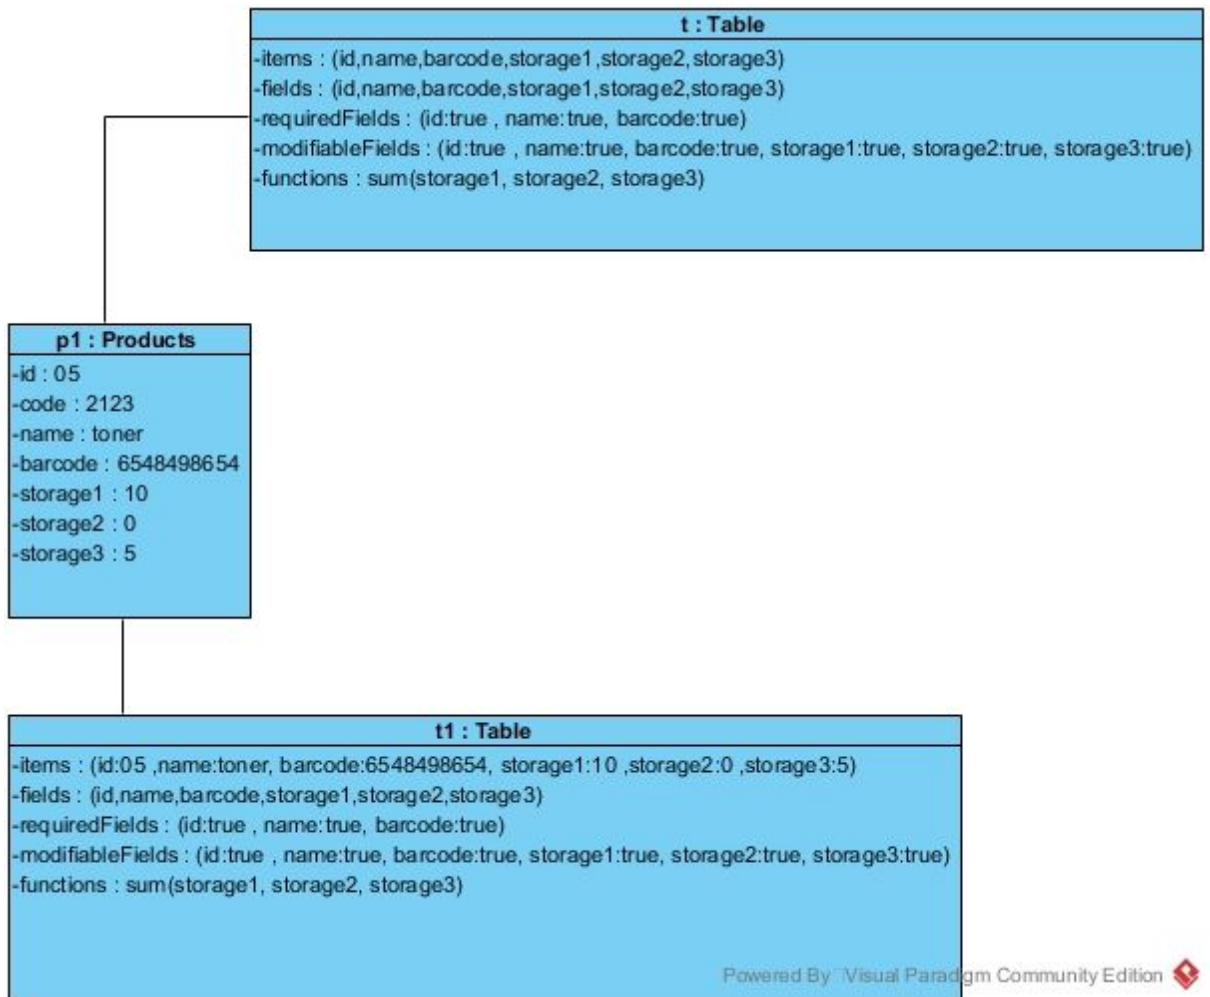 t : Table
-items : (id,name,barcode,storage1,storage2,storage3)
-fields : (id,name,barcode,storage1,storage2,storage3)
-requiredFields : (id:true , name:true, barcode:true)
-modifiableFields : (id:true , name:true, barcode:true, storage1:true, storage2:true, storage3:true)
-functions : sum(storage1, storage2, storage3)
p1 : Products
-id : 05
-code : 2123
-name : toner
-barcode : 6548498654
-storage1 : 10
-storage2 : 0
-storage3 : 5
t1 : Table
-items : (id:05 ,name:toner, barcode:6548498654, storage1:10 ,storage2:0 ,storage3:5)
-fields : (id,name,barcode,storage1,storage2,storage3)
-requiredFields : (id:true , name:true, barcode:true)
-modifiableFields : (id:true , name:true, barcode:true, storage1:true, storage2:true, storage3:true)
-functions : sum(storage1, storage2, storage3)
Powered By Visual Paradigm Community Edition